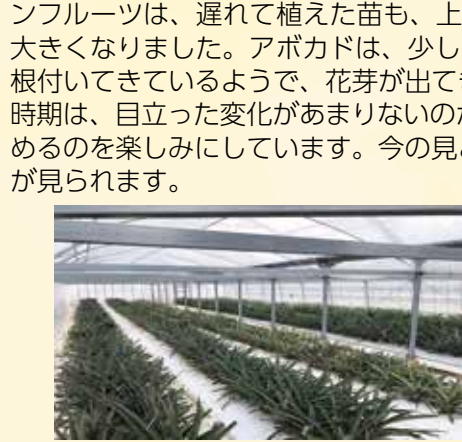 ンフルーツは、遅れて植えた苗も、上
大きくなりました。アボカドは、少し
根付いてきているようで、花芽が出て
時期は、目立った変化があまりないの
めるのを楽しみにしています。今の見
が見られます。